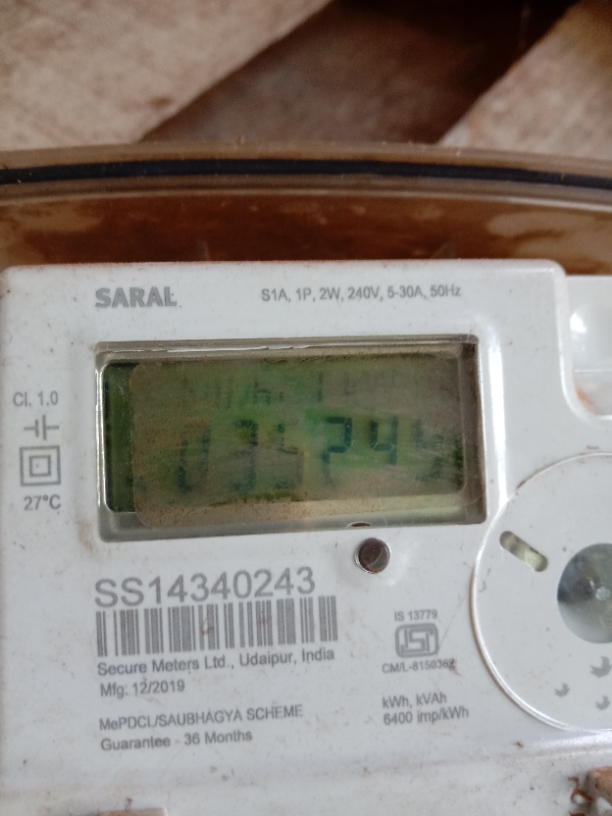 SARAL
S1A, 1P, 2W, 240V, 5-30A, 50Hz
Cl. 1.0
27°C
SS14340243
Secure Meters Ltd., Udaipur, India
Mfg: 12/2019
MePDCL/SAUBHAGYA SCHEME
Guarantee - 36 Months
IS 13779
kWh, kVAh
6400 imp/kWh